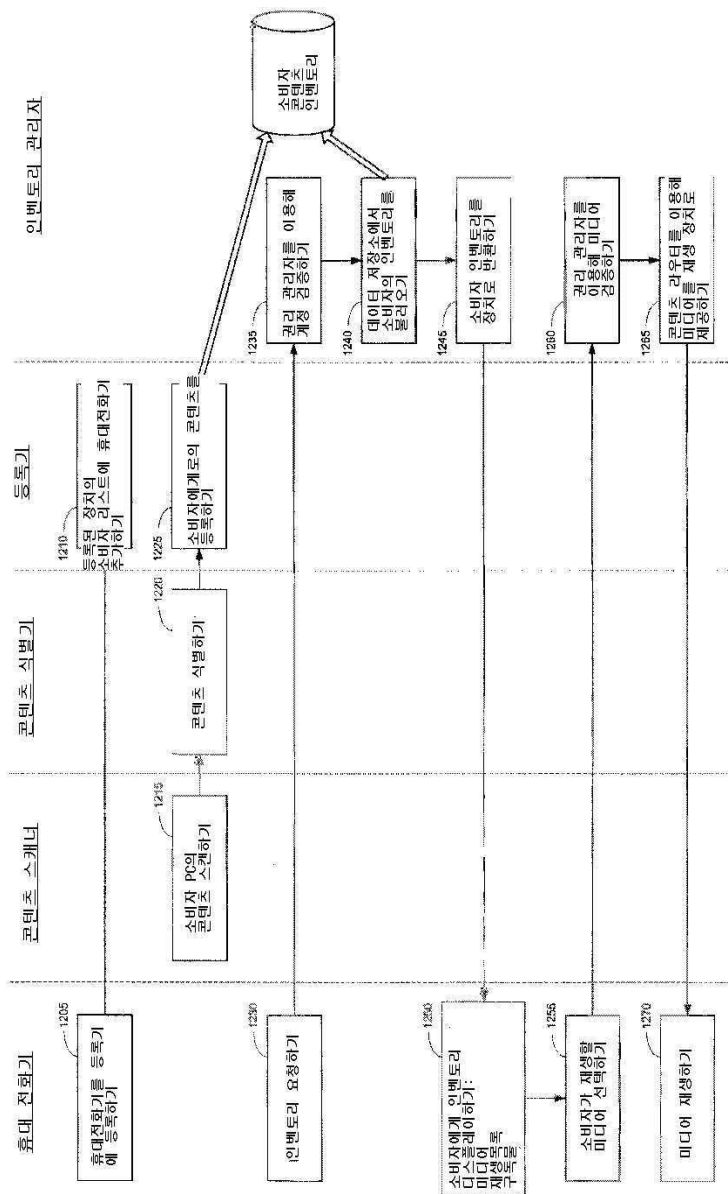 휴대 전화기
콘텐츠 스캐너
콘텐츠 식별기
등록기
인벤토리 관리자
1205
휴대전화기를 등록기
에 등록하기
1210
등록된 장치의
소비자 리스트에 휴대전화기
추가하기
1215
소비자 PC의
콘텐츠 스캔하기
1220
콘텐츠 식별하기
1225
소비자에게로의 콘텐츠를
등록하기
소비자
콘텐츠
인벤토리
1230
인벤토리 요청하기
1235
권리 관리자를 이용해
계정 검증하기
1240
데이터 저장소에서
소비자의 인벤토리를
불러오기
1245
소비자 인벤토리를
장치로 반환하기
1250
소비자에게 인벤토리
디스플레이하기:
미디어
재생목록
1255
소비자가 재생할
미디어 선택하기
1260
권리 관리자를
이용해 미디어
검증하기
1265
콘텐츠 라우터를 이용해
미디어를 재생 장치로
제공하기
1270
미디어 재생하기